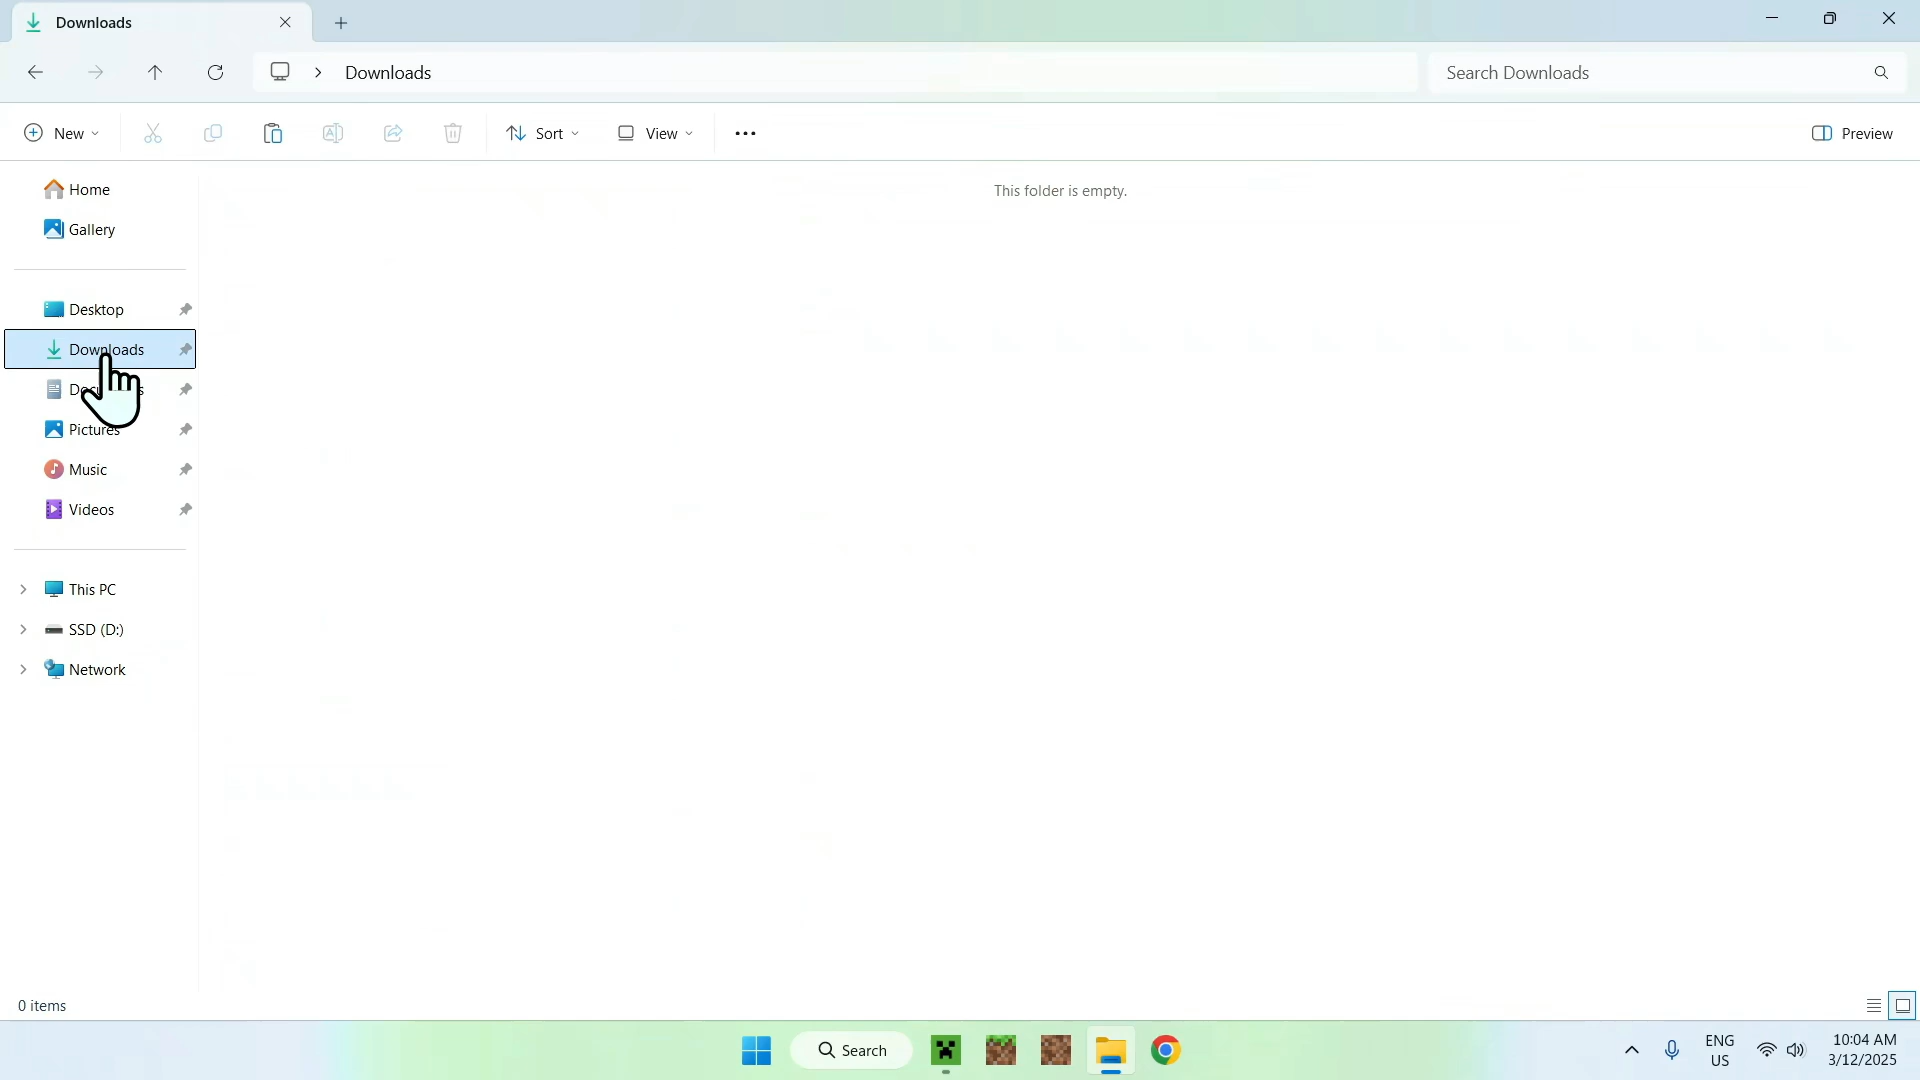 Downloads
Downloads
Search Downloads
New
Sort
View
Preview
Home
Gallery
This folder is empty.
Desktop
Downloads
Pictures
Music
Videos
This PC
SSD (D:)
Network
0 items
Search
ENG
US
10:04 AM
3/12/2025